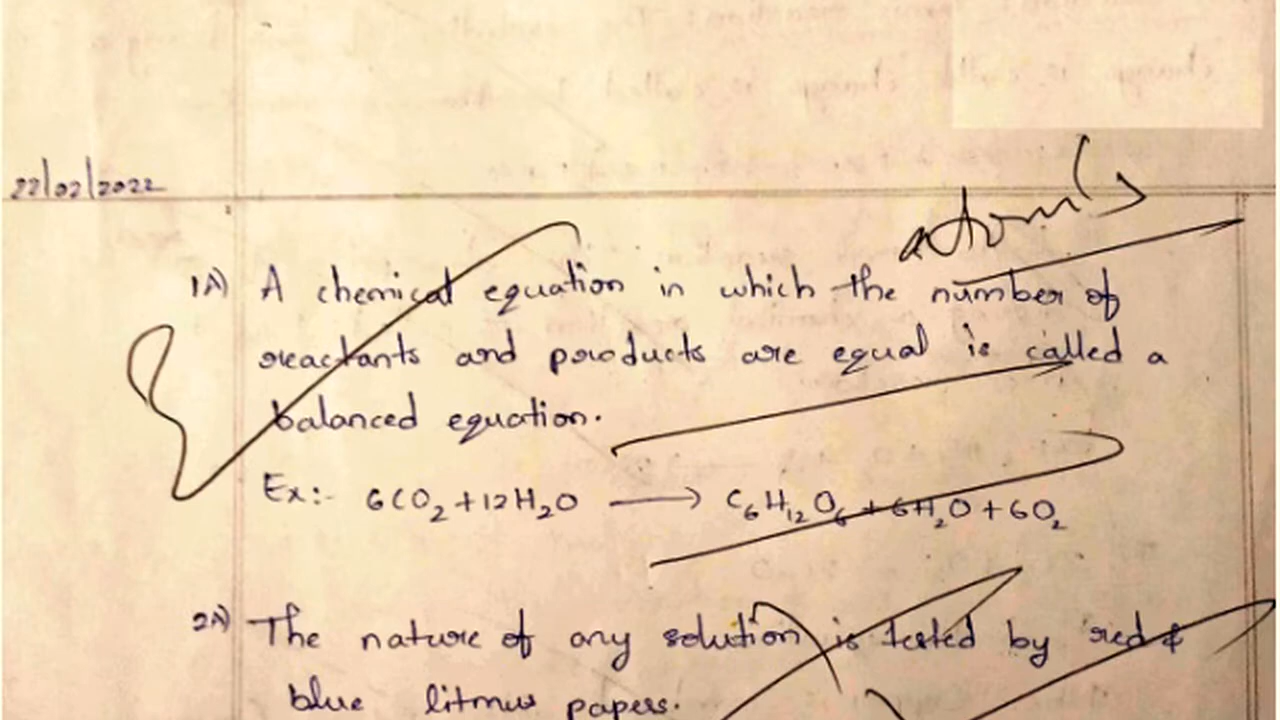 22/02/2022
atoms
1A) A chemical equation in which the number of
reactants and products are equal is called a
balanced equation.
Ex:- 6CO₂ + 12H₂O ⟶ C₆H₁₂O₆ + 6H₂O + 6O₂
2A) The nature of any solution is tested by red &
blue litmus papers.